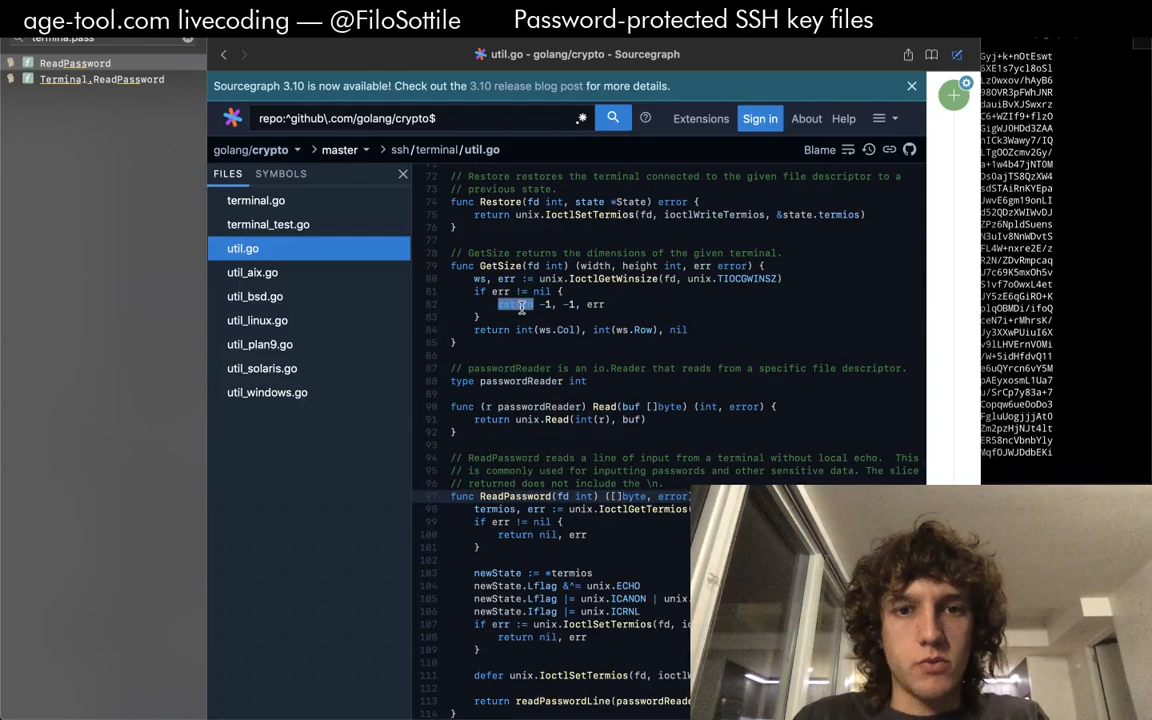 age-tool.com livecoding — @FiloSottile
Password-protected SSH key files
termina.pass
ReadPassword
Terminal.ReadPassword
util.go - golang/crypto - Sourcegraph
Sourcegraph 3.10 is now available! Check out the 3.10 release blog post for more details.
repo:^github\.com/golang/crypto$
Extensions
Sign in
About
Help
golang/crypto
master
ssh/terminal/util.go
Blame
FILES
SYMBOLS
terminal.go
terminal_test.go
util.go
util_aix.go
util_bsd.go
util_linux.go
util_plan9.go
util_solaris.go
util_windows.go
72 // Restore restores the terminal connected to the given file descriptor to a
73 // previous state.
74 func Restore(fd int, state *State) error {
75 return unix.IoctlSetTermios(fd, ioctlWriteTermios, &state.termios)
76 }
77
78 // GetSize returns the dimensions of the given terminal.
79 func GetSize(fd int) (width, height int, err error) {
80 ws, err := unix.IoctlGetWinsize(fd, unix.TIOCGWINSZ)
81 if err != nil {
82 return -1, -1, err
83 }
84 return int(ws.Col), int(ws.Row), nil
85 }
86
87 // passwordReader is an io.Reader that reads from a specific file descriptor.
88 type passwordReader int
89
90 func (r passwordReader) Read(buf []byte) (int, error) {
91 return unix.Read(int(r), buf)
92 }
93
94 // ReadPassword reads a line of input from a terminal without local echo. This
95 // is commonly used for inputting passwords and other sensitive data. The slice
96 // returned does not include the \n.
97 func ReadPassword(fd int) ([]byte, error)
98 termios, err := unix.IoctlGetTermios(
99 if err != nil {
100 return nil, err
101 }
102
103 newState := *termios
104 newState.Lflag &^= unix.ECHO
105 newState.Lflag |= unix.ICANON | unix.
106 newState.Iflag |= unix.ICRNL
107 if err := unix.IoctlSetTermios(fd, io
108 return nil, err
109 }
110
111 defer unix.IoctlSetTermios(fd, ioctlW
112
113 return readPasswordLine(passwordReade
114 }